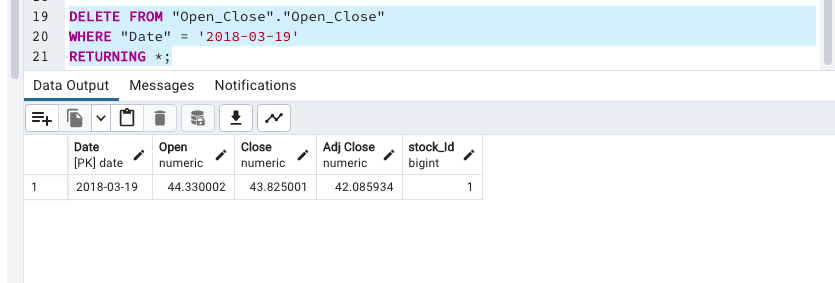 19 DELETE FROM "Open_Close"."Open_Close"
20 WHERE "Date" = '2018-03-19'
21 RETURNING *;
Data Output Messages Notifications
Date Open Close Adj Close stock_Id
[PK] date numeric numeric numeric bigint
1 2018-03-19 44.330002 43.825001 42.085934 1